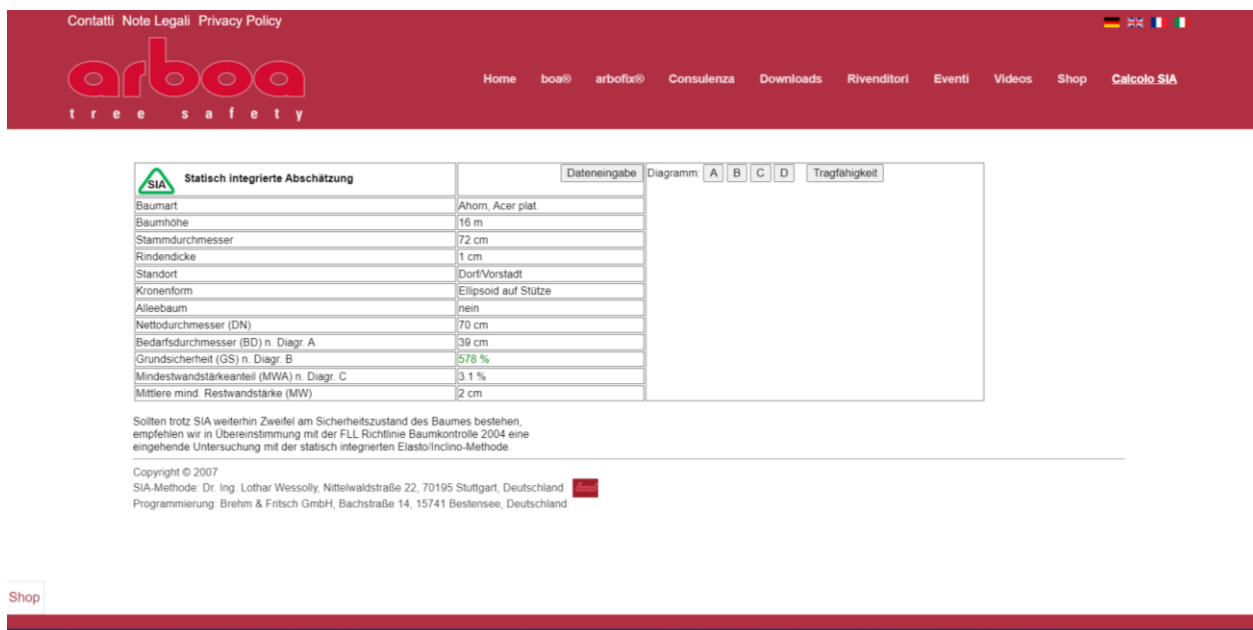 Contatti Note Legali Privacy Policy
arboa
tree safety
Home boa® arbofix® Consulenza Downloads Rivenditori Eventi Videos Shop Calcolo SIA
SIA Statisch integrierte Abschätzung Dateneingabe Diagramm: A B C D Tragfähigkeit
Baumart Ahorn, Acer plat.
Baumhöhe 16 m
Stammdurchmesser 72 cm
Rindendicke 1 cm
Standort Dorf/Vorstadt
Kronenform Ellipsoid auf Stütze
Alleebaum nein
Nettodurchmesser (DN) 70 cm
Bedarfsdurchmesser (BD) n. Diagr. A 39 cm
Grundsicherheit (GS) n. Diagr. B 578 %
Mindestwandstärkeanteil (MWA) n. Diagr. C 3.1 %
Mittlere mind. Restwandstärke (MW) 2 cm
Sollten trotz SIA weiterhin Zweifel am Sicherheitszustand des Baumes bestehen,
empfehlen wir in Übereinstimmung mit der FLL Richtlinie Baumkontrolle 2004 eine
eingehende Untersuchung mit der statisch integrierten Elasto/Inclino-Methode.
Copyright © 2007
SIA-Methode: Dr. Ing. Lothar Wessolly, Nittelwaldstraße 22, 70195 Stuttgart, Deutschland
Programmierung: Brehm & Fritsch GmbH, Bachstraße 14, 15741 Bestensee, Deutschland
Shop